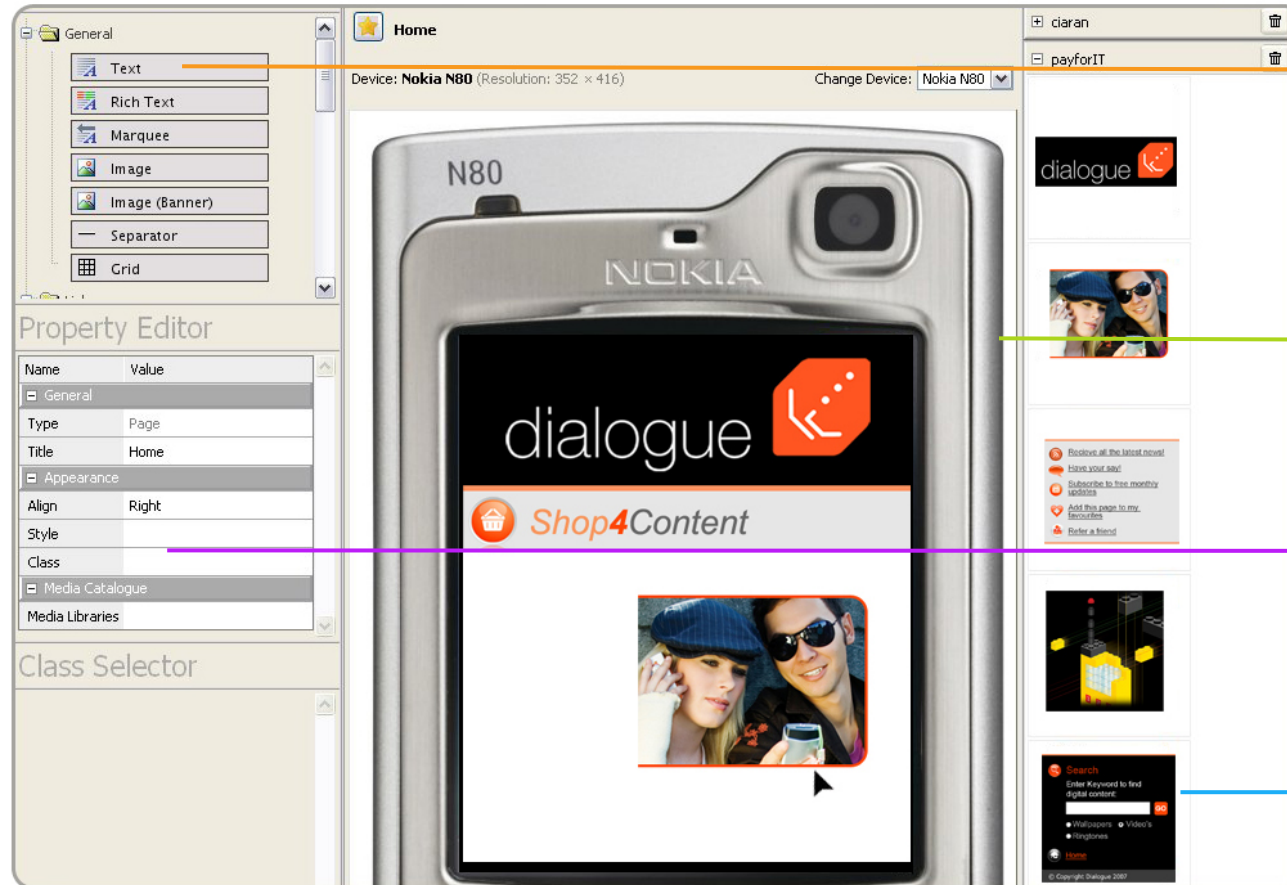 General
Text
Rich Text
Marquee
Image
Image (Banner)
Separator
Grid
Property Editor
Name Value
General
Type Page
Title Home
Appearance
Align Right
Style
Class
Media Catalogue
Media Libraries
Class Selector
Home
Device: Nokia N80 (Resolution: 352 × 416)
Change Device: Nokia N80
N80
NOKIA
dialogue
Shop4Content
ciaran
payforIT
dialogue
Recieve all the latest news!
Have your say!
Subscribe to free monthly
updates
Add this page to my
favourites
Refer a friend
Search
Enter Keyword to find
digital content:
GO
Wallpapers Video's
Ringtones
Home
© Copyright Dialogue 2007